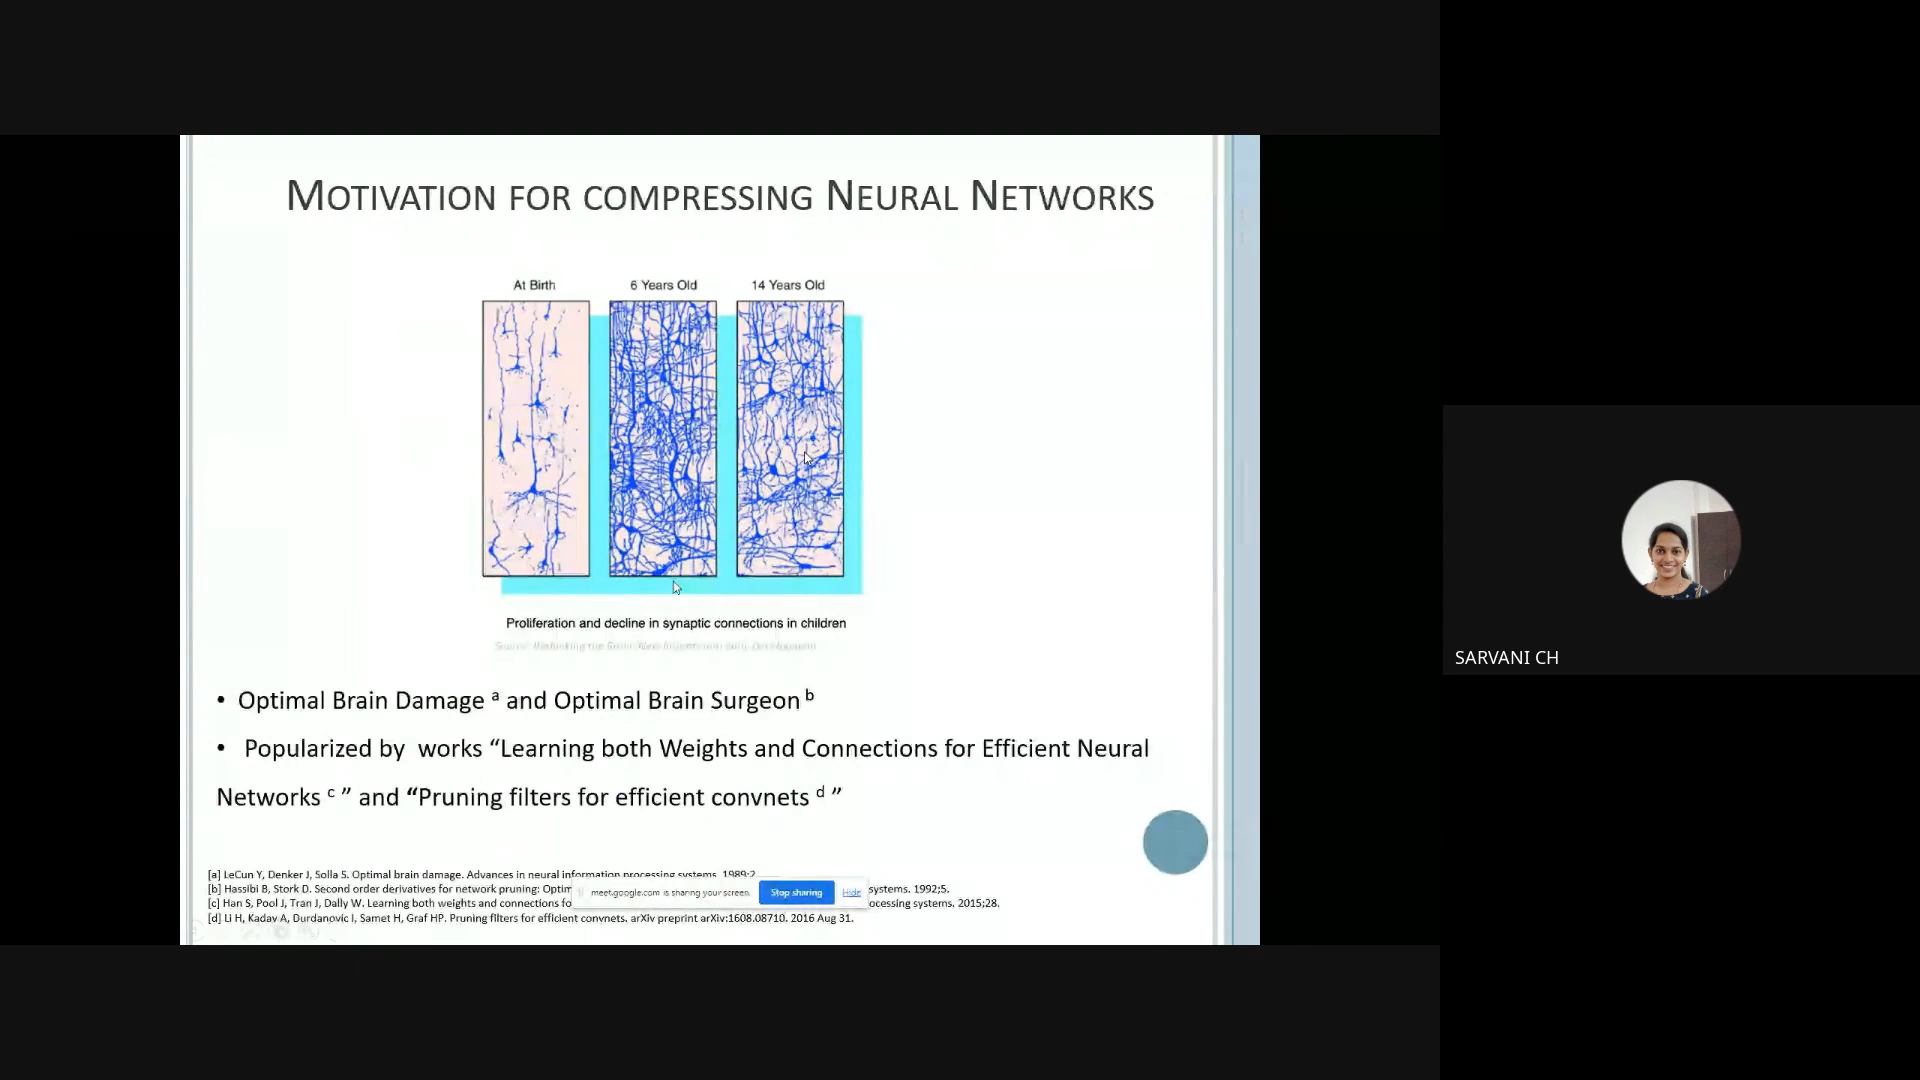 MOTIVATION FOR COMPRESSING NEURAL NETWORKS
At Birth
6 Years Old
14 Years Old
Proliferation and decline in synaptic connections in children
• Optimal Brain Damage a and Optimal Brain Surgeon b
• Popularized by works “Learning both Weights and Connections for Efficient Neural
Networks c ” and “Pruning filters for efficient convnets d ”
[a] LeCun Y, Denker J, Solla S. Optimal brain damage. Advances in neural information processing systems. 1989;2.
[b] Hassibi B, Stork D. Second order derivatives for network pruning: systems. 1992;5.
[c] Han S, Pool J, Tran J, Dally W. Learning both weights and connections 2015;28.
[d] Li H, Kadav A, Durdanovic I, Samet H, Graf HP. Pruning filters for efficient convnets. arXiv preprint arXiv:1608.08710. 2016 Aug 31.
meet.google.com is sharing your screen.
Stop sharing
Hide
SARVANI CH